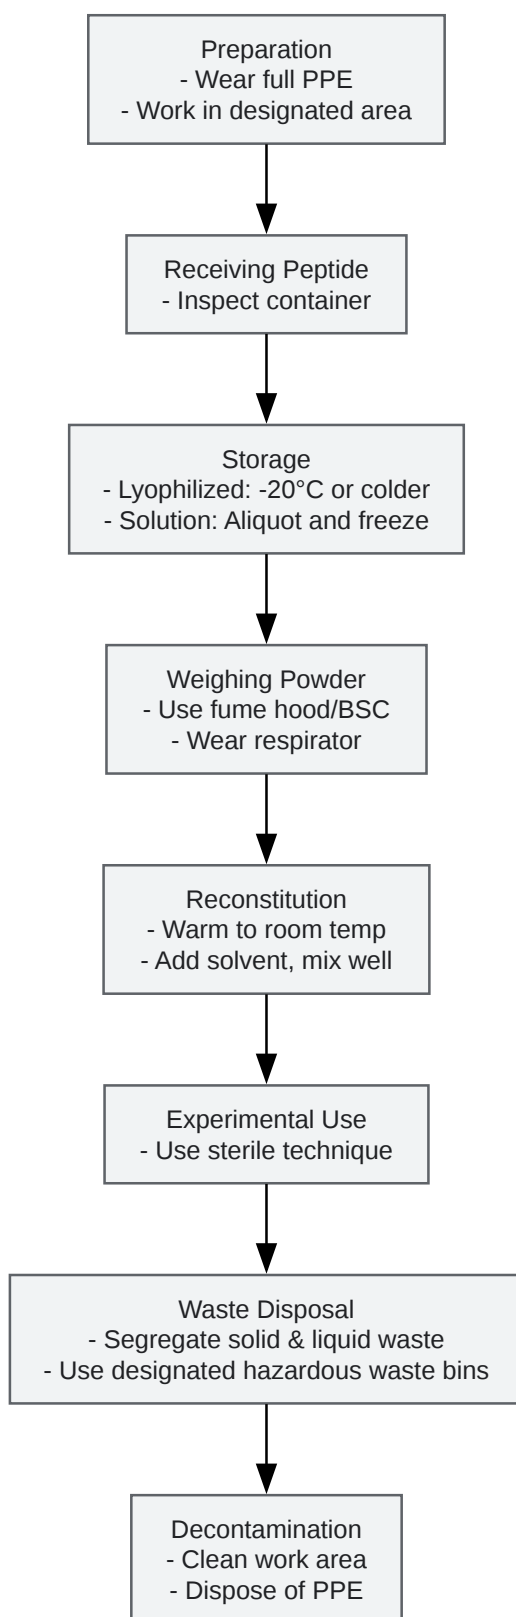 Preparation
- Wear full PPE
- Work in designated area
Receiving Peptide
- Inspect container
Storage
- Lyophilized: -20°C or colder
- Solution: Aliquot and freeze
Weighing Powder
- Use fume hood/BSC
- Wear respirator
Reconstitution
- Warm to room temp
- Add solvent, mix well
Experimental Use
- Use sterile technique
Waste Disposal
- Segregate solid & liquid waste
- Use designated hazardous waste bins
Decontamination
- Clean work area
- Dispose of PPE